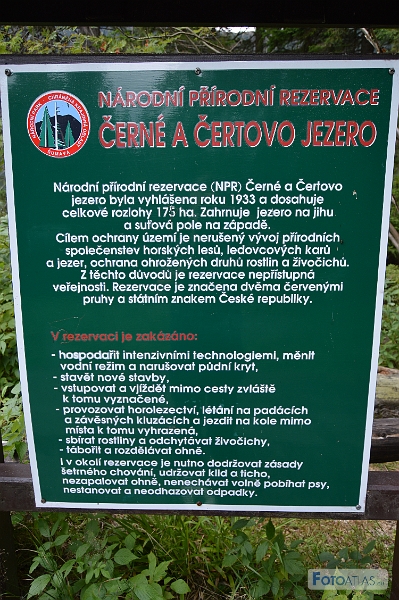 NÁRODNÍ PŘÍRODNÍ REZERVACE
ČERNÉ A ČERTOVO JEZERO
NÁRODNÍ PARK
CHRÁNĚNÁ KRAJINNÁ OBLAST
ŠUMAVA
Národní přírodní rezervace (NPR) Černé a Čertovo
jezero byla vyhlášena roku 1933 a dosahuje
celkové rozlohy 175 ha. Zahrnuje jezero na jihu
a suťová pole na západě.
Cílem ochrany území je nerušený vývoj přírodních
společenstev horských lesů, ledovcových karů
a jezer, ochrana ohrožených druhů rostlin a živočichů.
Z těchto důvodů je rezervace nepřístupná
veřejnosti. Rezervace je značena dvěma červenými
pruhy a státním znakem České republiky.
V rezervaci je zakázáno:
- hospodařit intenzivními technologiemi, měnit
vodní režim a narušovat půdní kryt,
- stavět nové stavby,
- vstupovat a vjíždět mimo cesty zvláště
k tomu vyznačené,
- provozovat horolezectví, létání na padácích
a závěsných kluzácích a jezdit na kole mimo
místa k tomu vyhrazená,
- sbírat rostliny a odchytávat živočichy,
- tábořit a rozdělávat ohně.
I v okolí rezervace je nutno dodržovat zásady
šetrného chování, udržovat klid a ticho,
nezapalovat ohně, nenechávat volně pobíhat psy,
nestanovat a neodhazovat odpadky.
FOTOATLAS